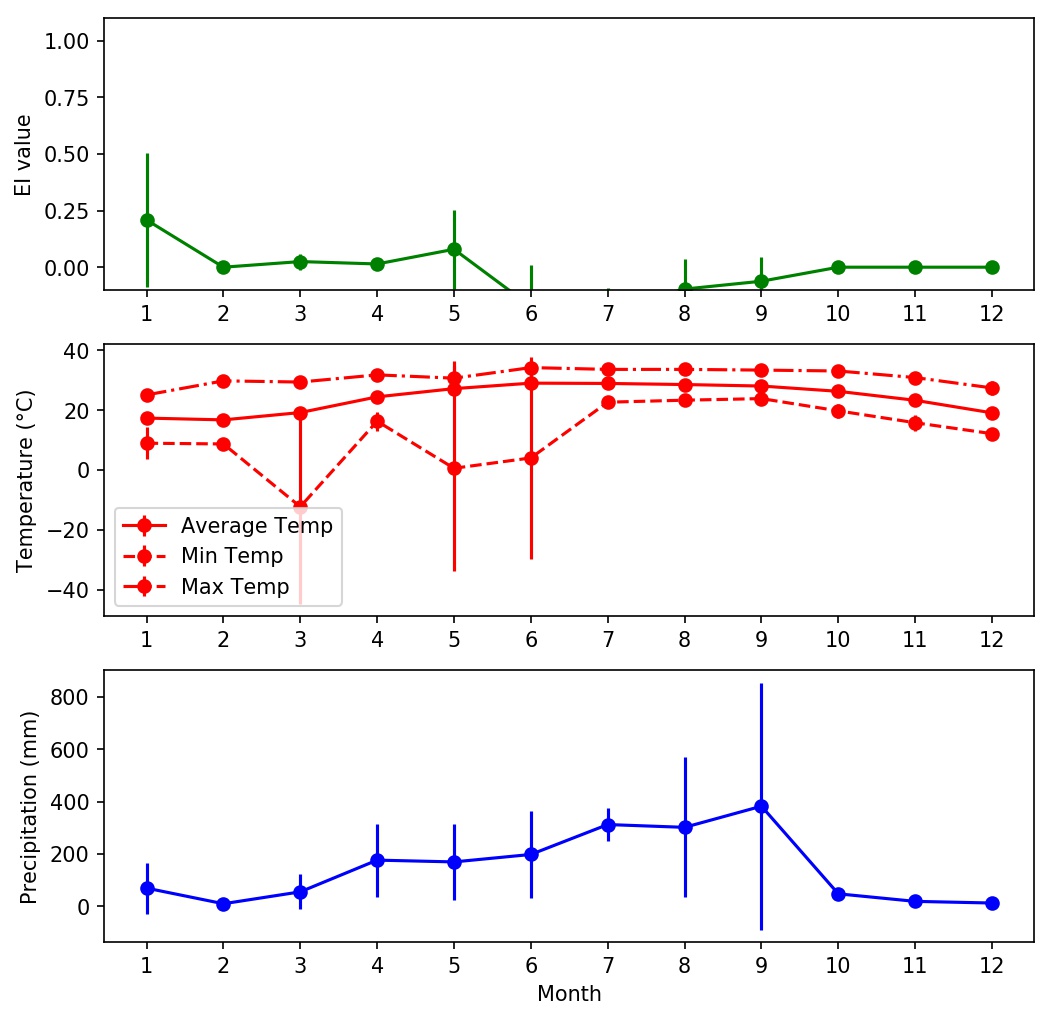 EI value
1.00
0.75
0.50
0.25
0.00
1 2 3 4 5 6 7 8 9 10 11 12
Temperature (°C)
40
20
0
−20
−40
Average Temp
Min Temp
Max Temp
1 2 3 4 5 6 7 8 9 10 11 12
Precipitation (mm)
800
600
400
200
0
1 2 3 4 5 6 7 8 9 10 11 12
Month